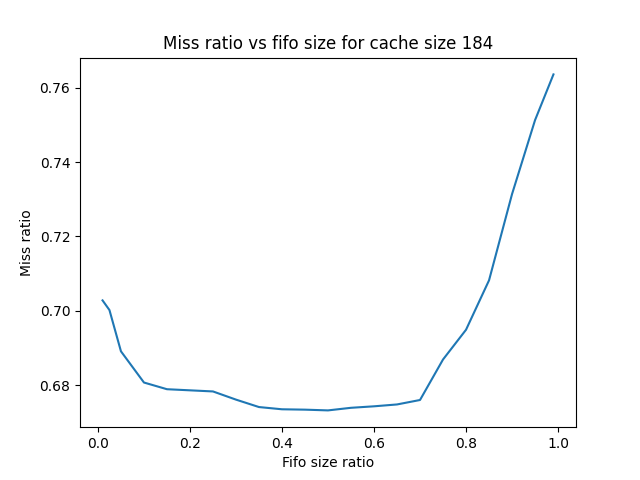 Miss ratio vs fifo size for cache size 184
0.76
0.74
0.72
0.70
0.68
Miss ratio
0.0 0.2 0.4 0.6 0.8 1.0
Fifo size ratio